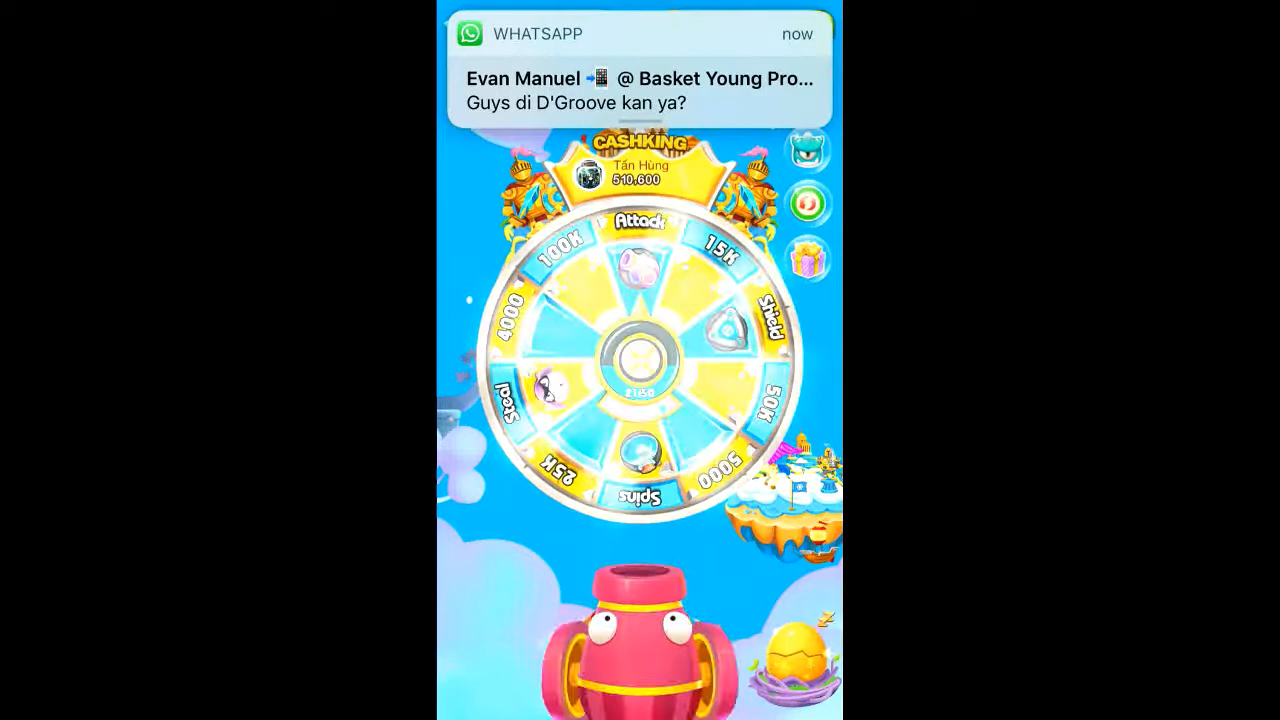 WHATSAPP now
Evan Manuel 📲 @ Basket Young Pro...
Guys di D'Groove kan ya?
CASHKING
Tấn Hùng
510,600
Attack
15K
Shield
50K
5000
Spins
25K
Steal
4000
100K
z